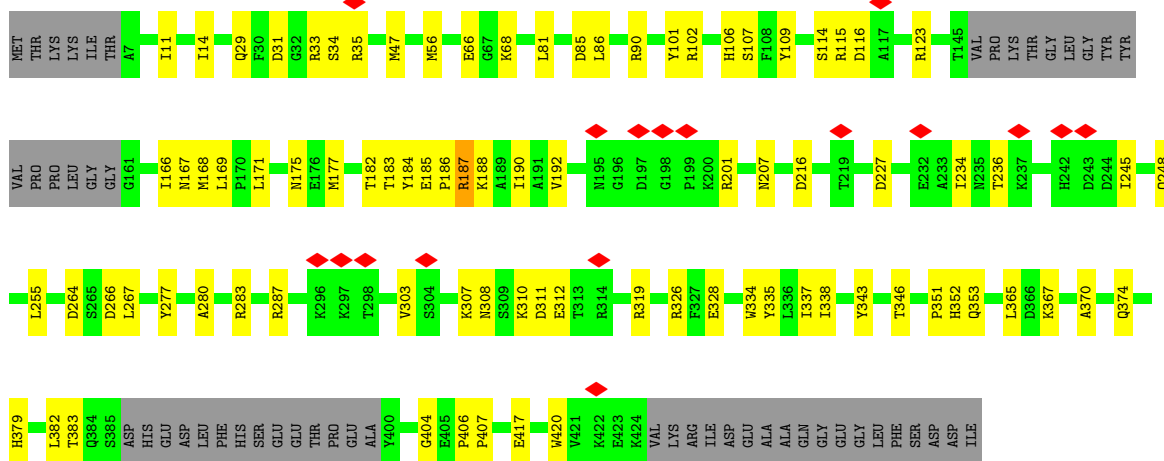 MET THR LYS LYS ILE THR A7 I11 I14 Q29 F30 D31 G32 R33 S34 R35 M47 M56 E66 G67 K68 L81 D85 L86 R90 Y101 R102 H106 S107 F108 Y109 S114 R115 D116 A117 R123 T145 VAL PRO LYS THR GLY LEU GLY TYR TYR
VAL PRO PRO LEU GLY GLY G161 I166 N167 M168 L169 P170 L171 N175 E176 M177 T182 T183 Y184 E185 P186 R187 K188 A189 I190 A191 V192 N195 G196 D197 G198 P199 K200 R201 N207 D216 T219 D227 E232 A233 I234 N235 T236 K237 H242 D243 D244 I245
L255 D264 S265 D266 L267 Y277 A280 R283 R287 K296 K297 T298 V303 S304 K307 N308 S309 K310 D311 E312 T313 R314 R319 R326 F327 E328 W334 Y335 L336 I337 I338 Y343 T346 P351 H352 Q353 L365 D366 K367 A370 Q374
H379 L382 T383 Q384 S385 ASP HIS GLU ASP LEU PHE HIS SER GLU GLU THR PRO GLU ALA Y400 G404 E405 P406 P407 E417 W420 V421 K422 E423 K424 VAL LYS ARG ILE ASP GLU ALA ALA GLN GLY GLU GLY LEU PHE SER ASP ASP ILE